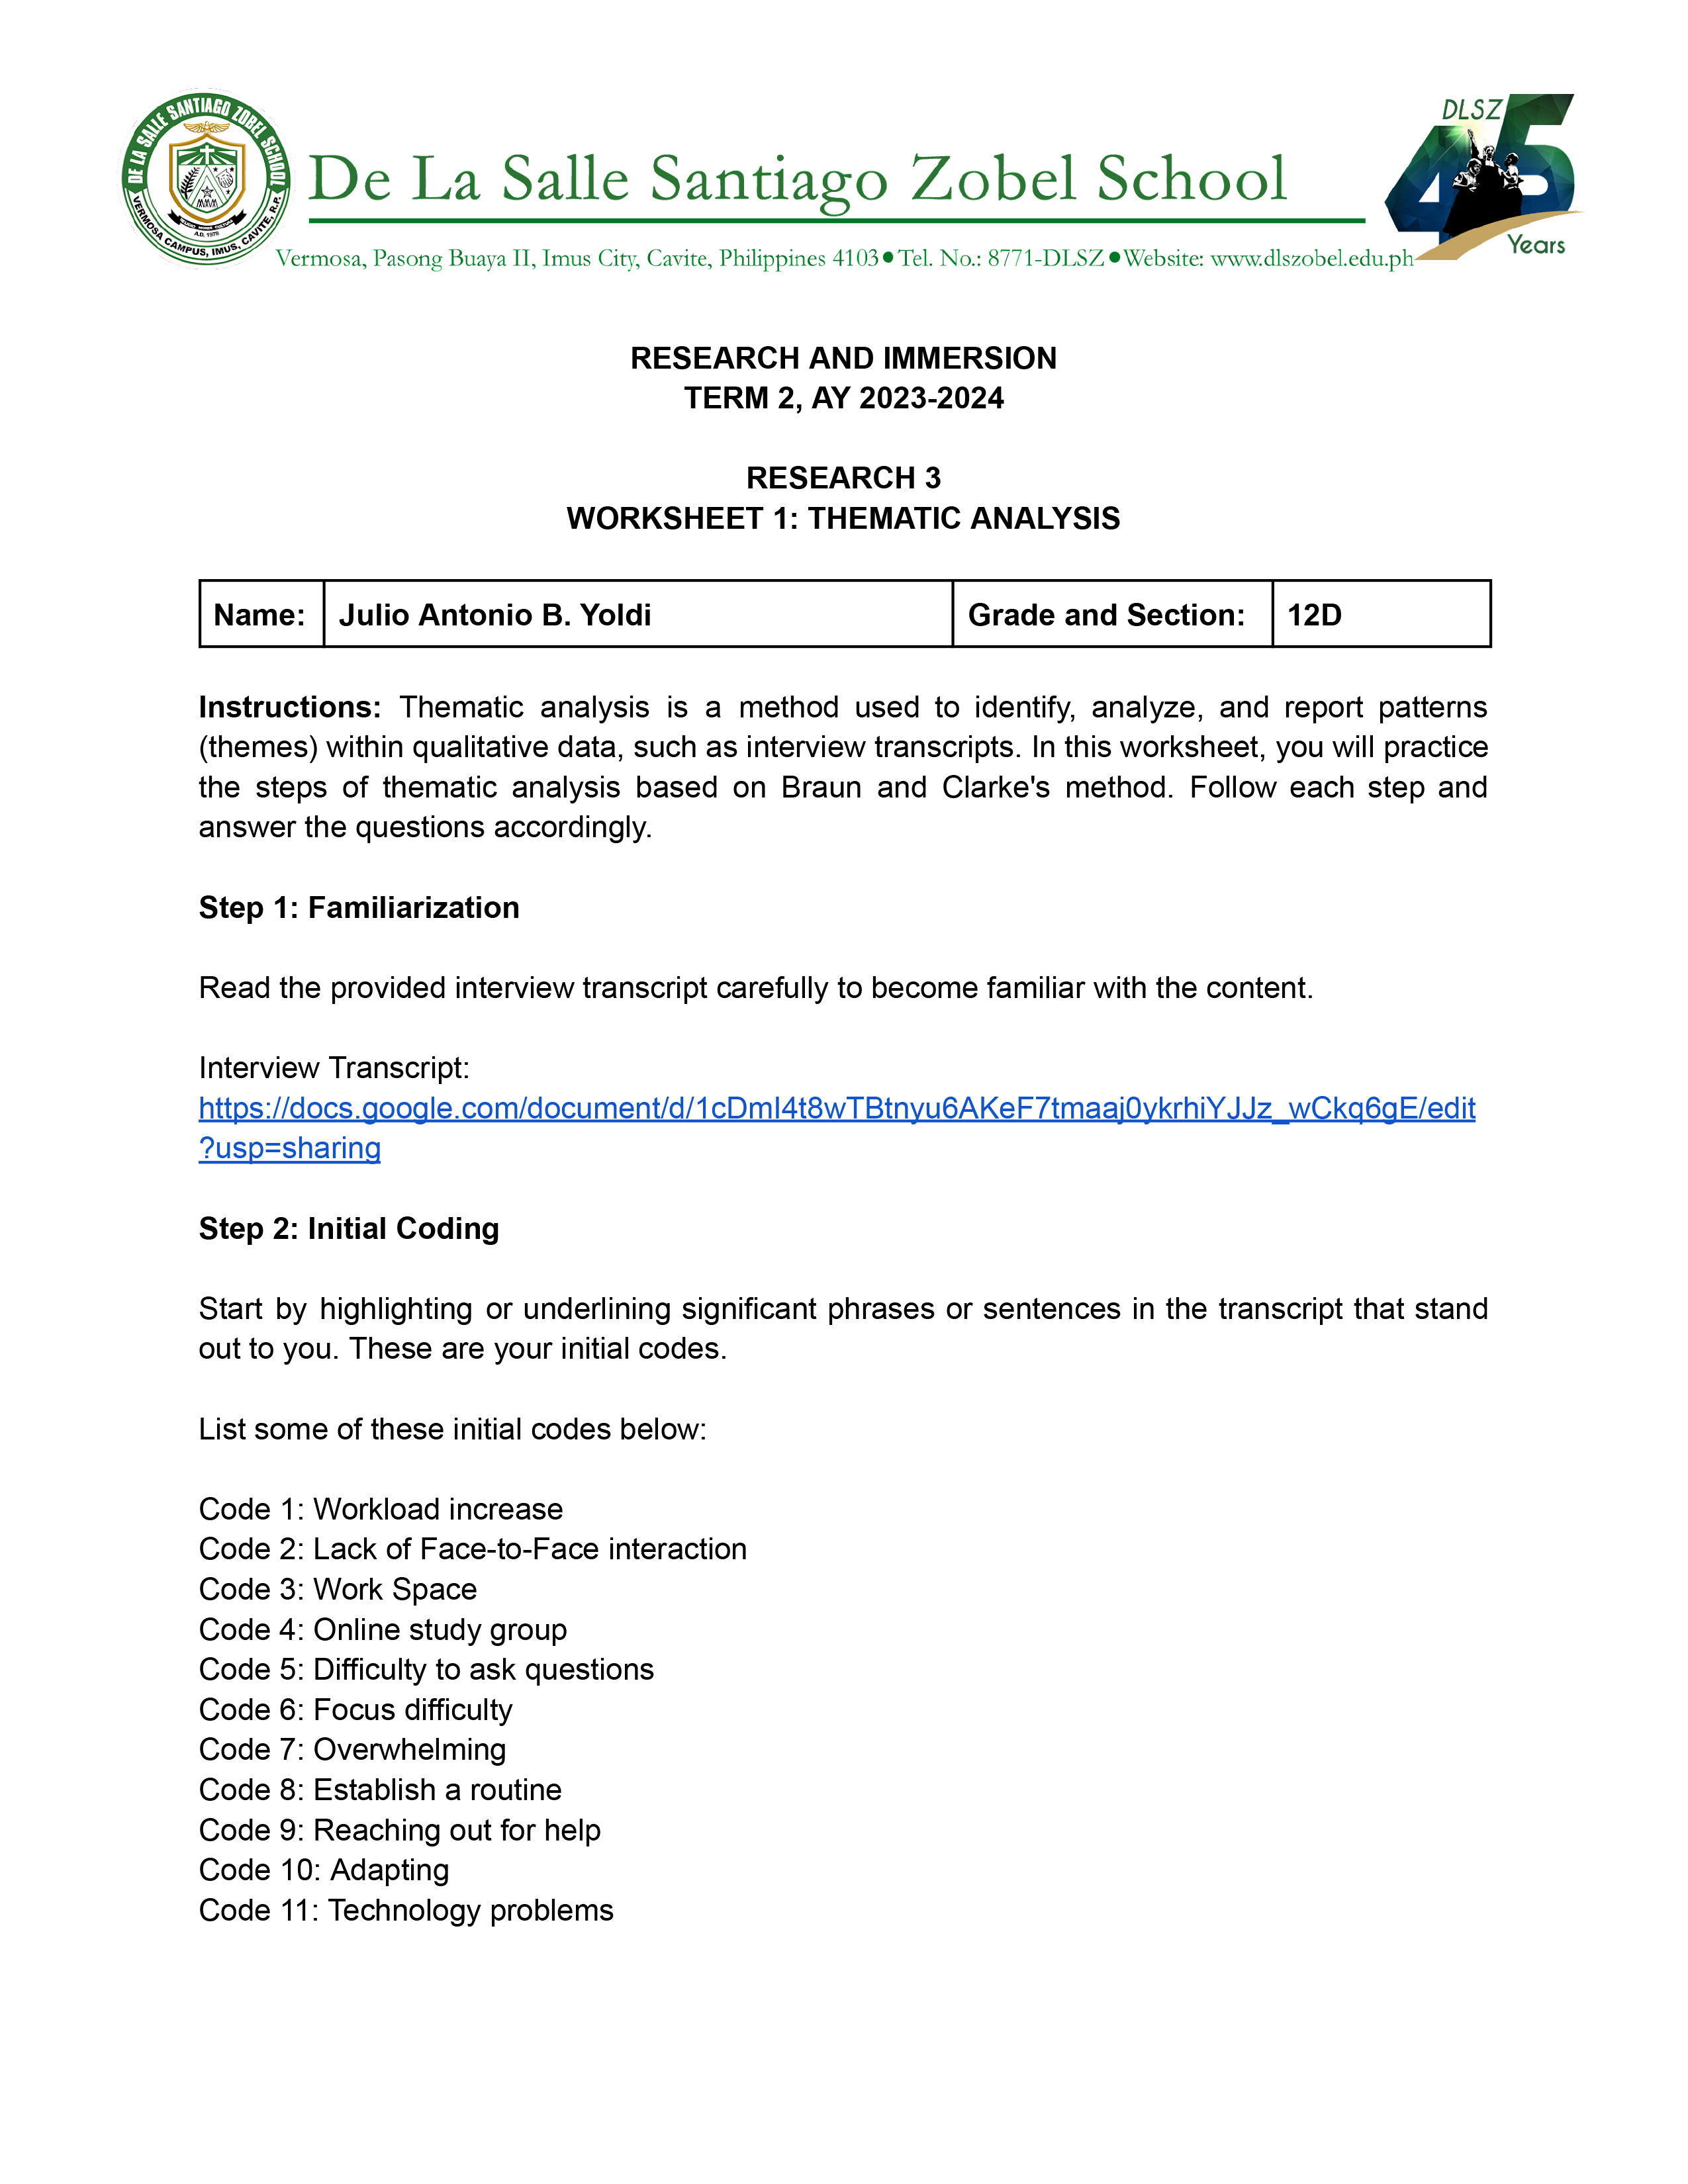 DE LA SALLE SANTIAGO ZOBEL SCHOOL
VERMOSA CAMPUS, IMUS, CAVITE, R.P.
A.D. 1978
De La Salle Santiago Zobel School
Vermosa, Pasong Buaya II, Imus City, Cavite, Philippines 4103●Tel. No.: 8771-DLSZ●Website: www.dlszobel.edu.ph
DLSZ
45
Years
RESEARCH AND IMMERSION
TERM 2, AY 2023-2024
RESEARCH 3
WORKSHEET 1: THEMATIC ANALYSIS
Name: Julio Antonio B. Yoldi Grade and Section: 12D
Instructions: Thematic analysis is a method used to identify, analyze, and report patterns
(themes) within qualitative data, such as interview transcripts. In this worksheet, you will practice
the steps of thematic analysis based on Braun and Clarke's method. Follow each step and
answer the questions accordingly.
Step 1: Familiarization
Read the provided interview transcript carefully to become familiar with the content.
Interview Transcript:
https://docs.google.com/document/d/1cDmI4t8wTBtnyu6AKeF7tmaaj0ykrhiYJJz_wCkq6gE/edit
?usp=sharing
Step 2: Initial Coding
Start by highlighting or underlining significant phrases or sentences in the transcript that stand
out to you. These are your initial codes.
List some of these initial codes below:
Code 1: Workload increase
Code 2: Lack of Face-to-Face interaction
Code 3: Work Space
Code 4: Online study group
Code 5: Difficulty to ask questions
Code 6: Focus difficulty
Code 7: Overwhelming
Code 8: Establish a routine
Code 9: Reaching out for help
Code 10: Adapting
Code 11: Technology problems